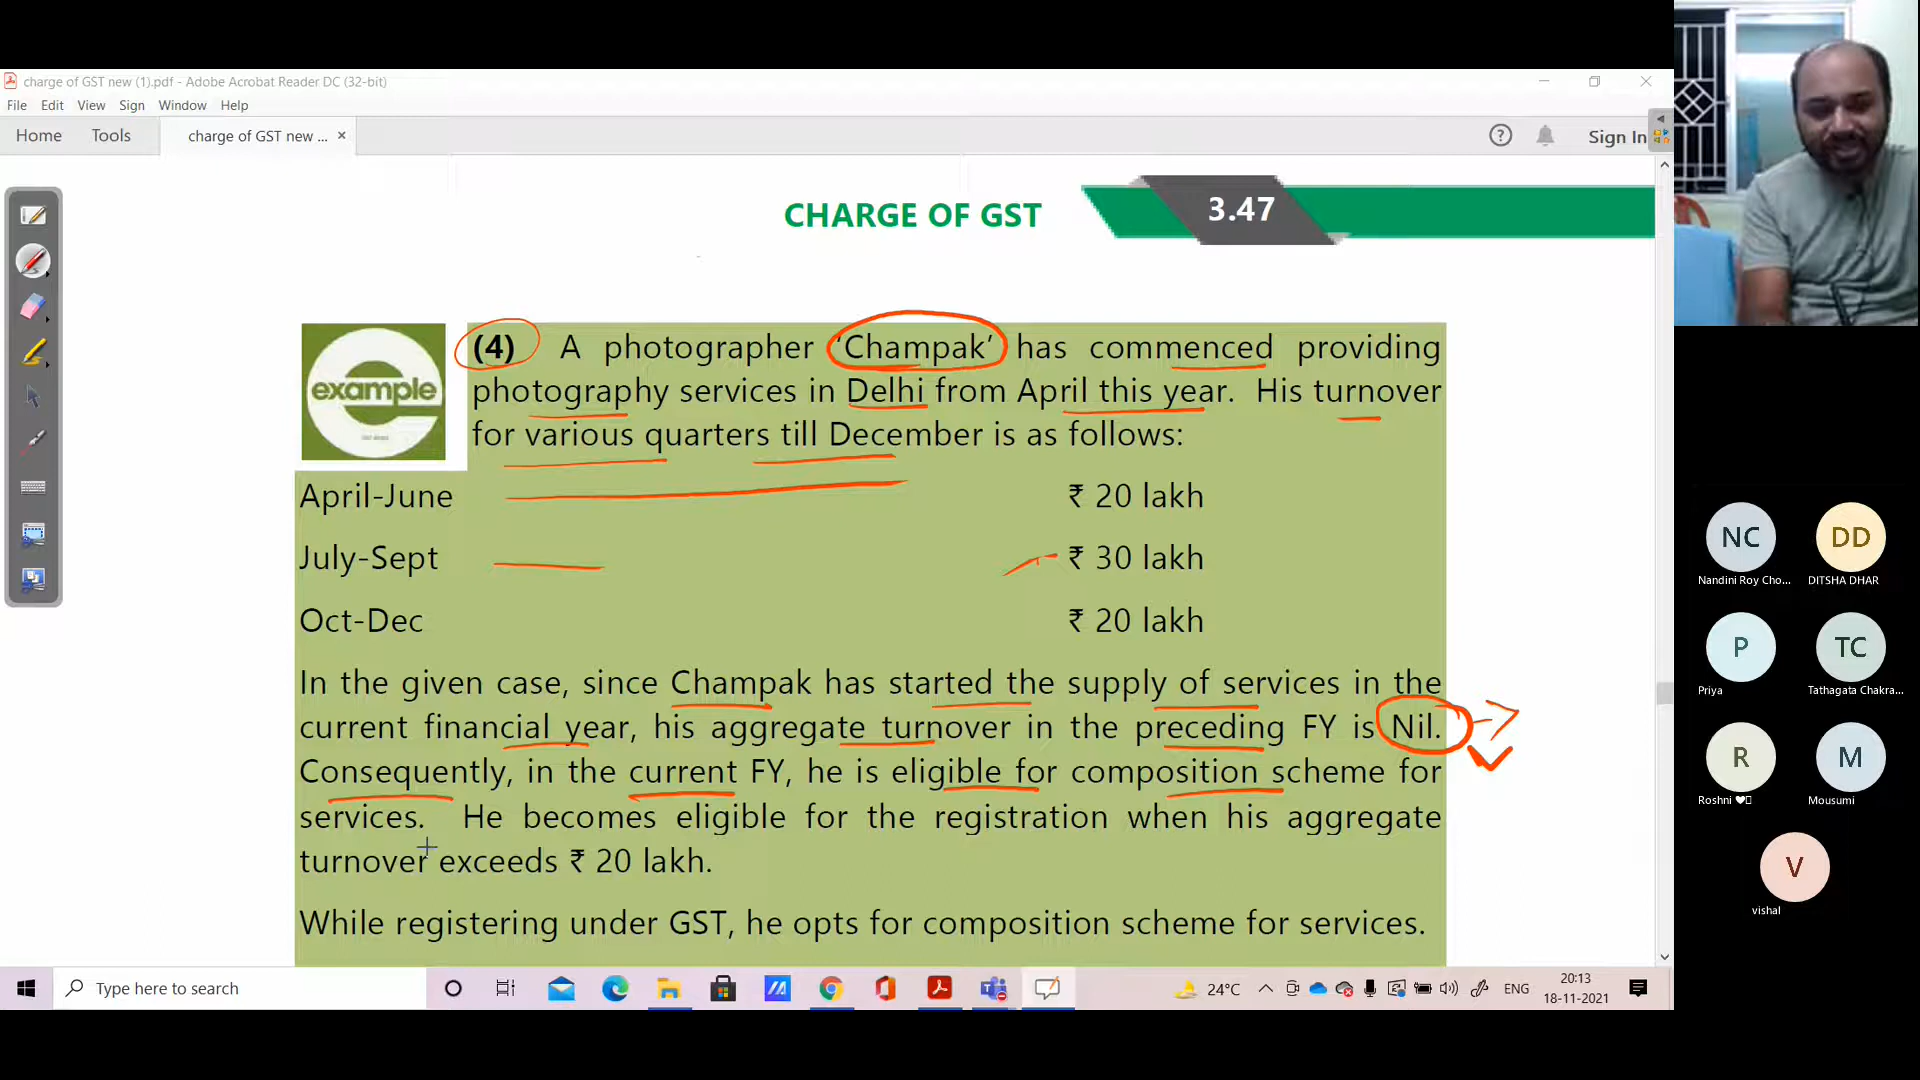 charge of GST new (1).pdf - Adobe Acrobat Reader DC (32-bit)
File Edit View Sign Window Help
Home Tools charge of GST new ... × Sign In
CHARGE OF GST 3.47
example
(4) A photographer ‘Champak’ has commenced providing
photography services in Delhi from April this year. His turnover
for various quarters till December is as follows:
April-June ₹ 20 lakh
July-Sept ₹ 30 lakh
Oct-Dec ₹ 20 lakh
In the given case, since Champak has started the supply of services in the
current financial year, his aggregate turnover in the preceding FY is Nil.
Consequently, in the current FY, he is eligible for composition scheme for
services. He becomes eligible for the registration when his aggregate
turnover exceeds ₹ 20 lakh.
While registering under GST, he opts for composition scheme for services.
NC DD
Nandini Roy Cho... DITSHA DHAR
P TC
Priya Tathagata Chakra...
R M
Roshni ❤ Mousumi
V
vishal
Type here to search
24°C ENG 20:13
18-11-2021